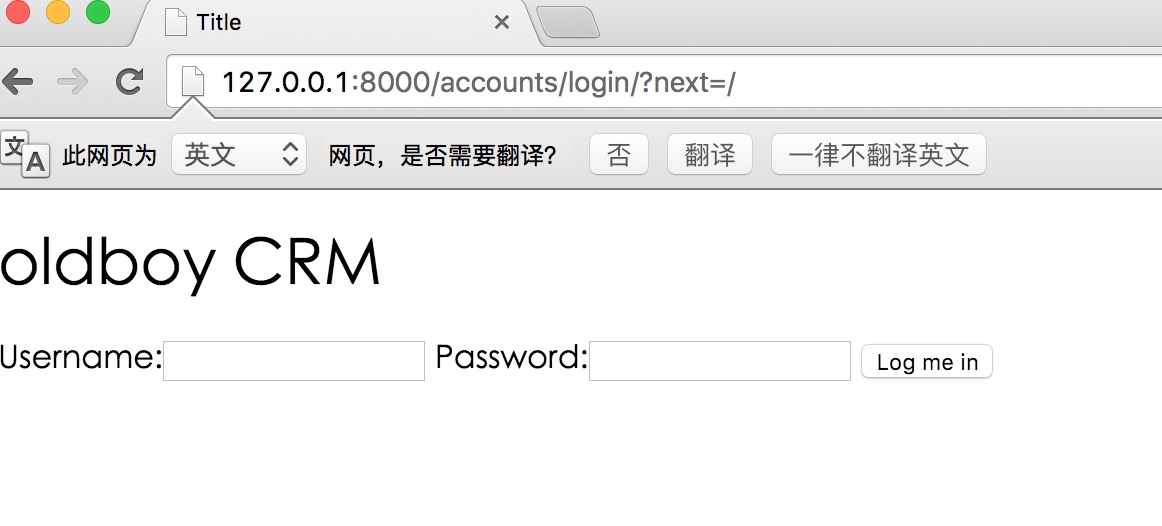 Title
127.0.0.1:8000/accounts/login/?next=/
文A 此网页为 英文 网页，是否需要翻译？ 否 翻译 一律不翻译英文
oldboy CRM
Username: Password: Log me in